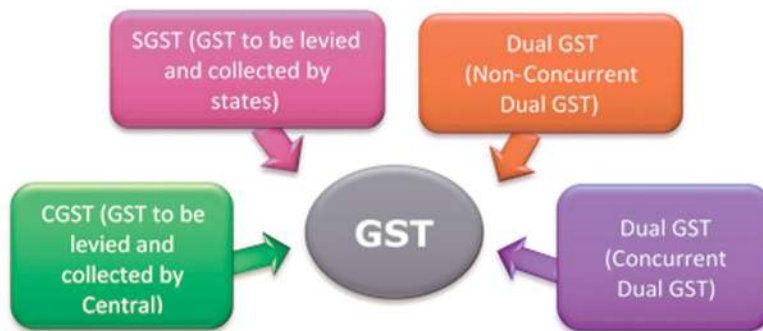 SGST (GST to be levied
and collected by
states)
Dual GST
(Non-Concurrent
Dual GST)
CGST (GST to be
levied and
collected by
Central)
GST
Dual GST
(Concurrent
Dual GST)